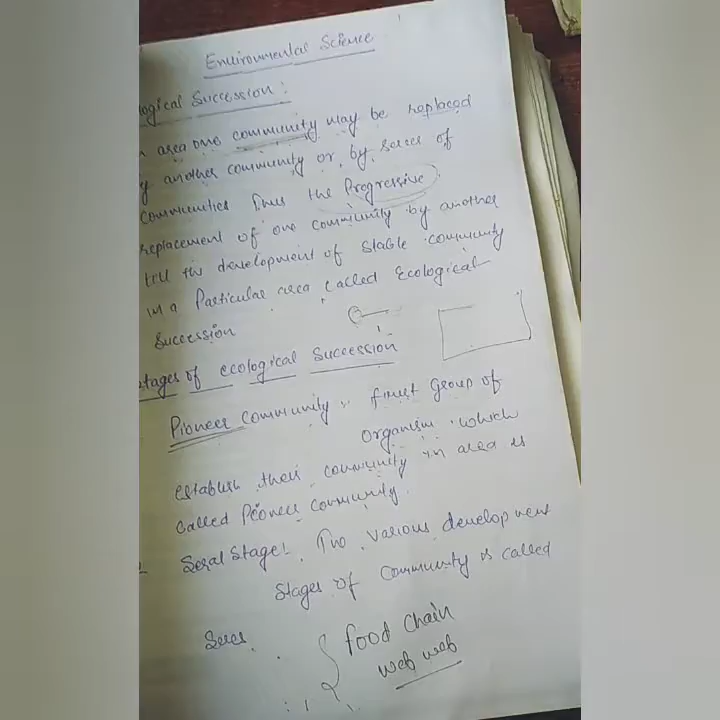 Environmental Science
logical Succession :
area one community may be replaced
y another community or by series of
communities thus the Progressive
replacement of one community by another
till the development of stable community
in a Particular area called Ecological
Succession
stages of ecological Succession
Pioneer community : first Group of
organism which
establish their community in area is
called Pioneer community.
Seral Stage! The various development
stages of community is called
Seres.
food chain
web web